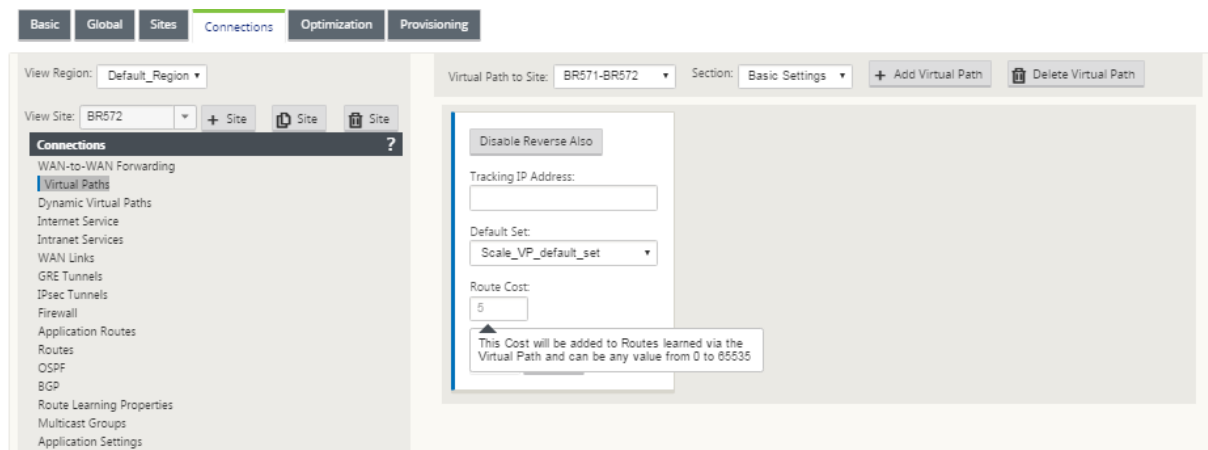 Basic Global Sites Connections Optimization Provisioning
View Region: Default_Region
View Site: BR572 + Site Site Site
Connections ?
WAN-to-WAN Forwarding
Virtual Paths
Dynamic Virtual Paths
Internet Service
Intranet Services
WAN Links
GRE Tunnels
IPsec Tunnels
Firewall
Application Routes
Routes
OSPF
BGP
Route Learning Properties
Multicast Groups
Application Settings
Virtual Path to Site: BR571-BR572 Section: Basic Settings + Add Virtual Path Delete Virtual Path
Disable Reverse Also
Tracking IP Address:
Default Set:
Scale_VP_default_set
Route Cost:
5
This Cost will be added to Routes learned via the
Virtual Path and can be any value from 0 to 65535